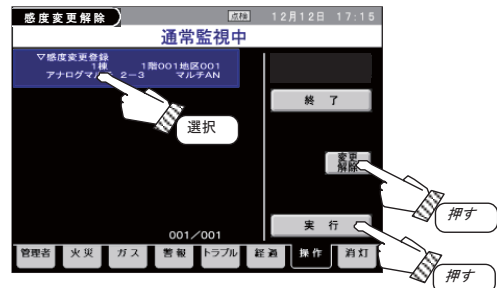 感度変更解除 点検 12月12日 17:15
通常監視中
▽感度変更登録
1棟 1階001地区001
アナログマルチ 2-3 マルチAN
選択
終 了
変更
解除
押す
001/001
実 行
管理者 火災 ガス 警報 トラブル 経過 操作 消灯
押す